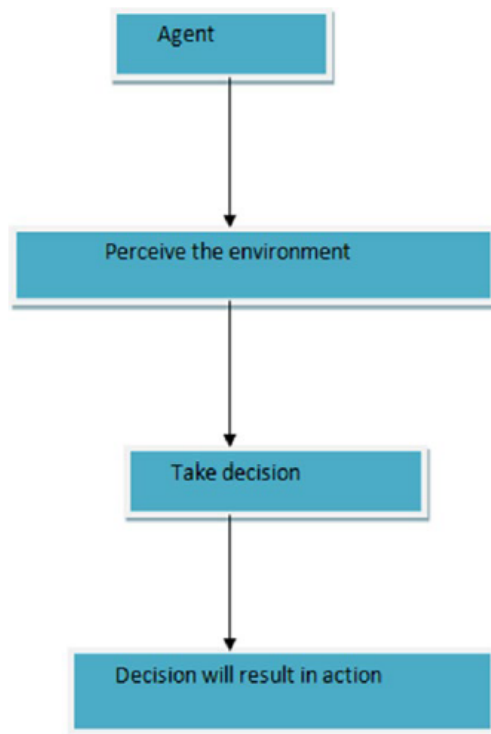 Agent
Perceive the environment
Take decision
Decision will result in action